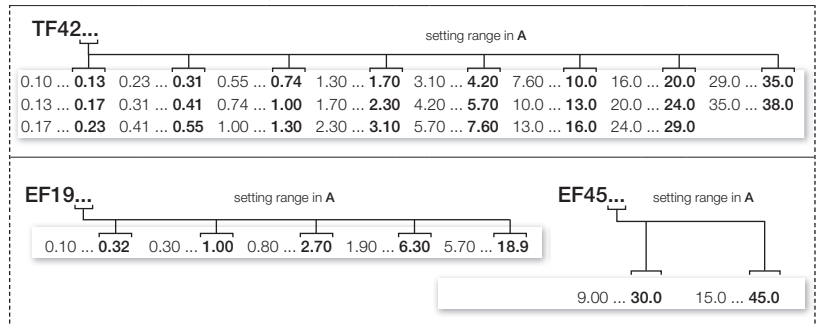 TF42...
setting range in A
0.10 ... 0.13 0.23 ... 0.31 0.55 ... 0.74 1.30 ... 1.70 3.10 ... 4.20 7.60 ... 10.0 16.0 ... 20.0 29.0 ... 35.0
0.13 ... 0.17 0.31 ... 0.41 0.74 ... 1.00 1.70 ... 2.30 4.20 ... 5.70 10.0 ... 13.0 20.0 ... 24.0 35.0 ... 38.0
0.17 ... 0.23 0.41 ... 0.55 1.00 ... 1.30 2.30 ... 3.10 5.70 ... 7.60 13.0 ... 16.0 24.0 ... 29.0
EF19...
setting range in A
0.10 ... 0.32 0.30 ... 1.00 0.80 ... 2.70 1.90 ... 6.30 5.70 ... 18.9
EF45...
setting range in A
9.00 ... 30.0 15.0 ... 45.0